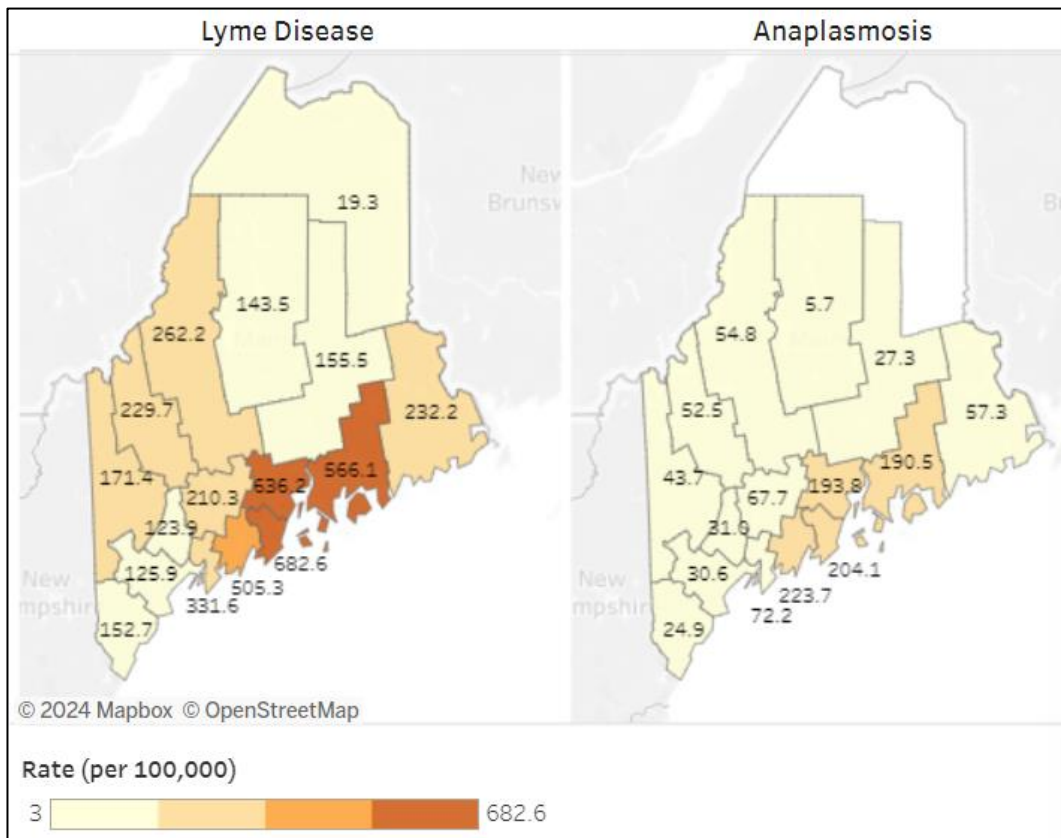 Lyme Disease
Anaplasmosis
New
Brunsw
19.3
143.5
262.2
155.5
229.7
232.2
171.4
566.1
636.2
210.3
123.9
682.6
125.9
505.3
331.6
New
mpshire
152.7
© 2024 Mapbox © OpenStreetMap
Br
5.7
54.8
27.3
52.5
57.3
190.5
43.7
193.8
67.7
204.1
30.6
223.7
72.2
New
mpshire
24.9
Rate (per 100,000)
3
682.6